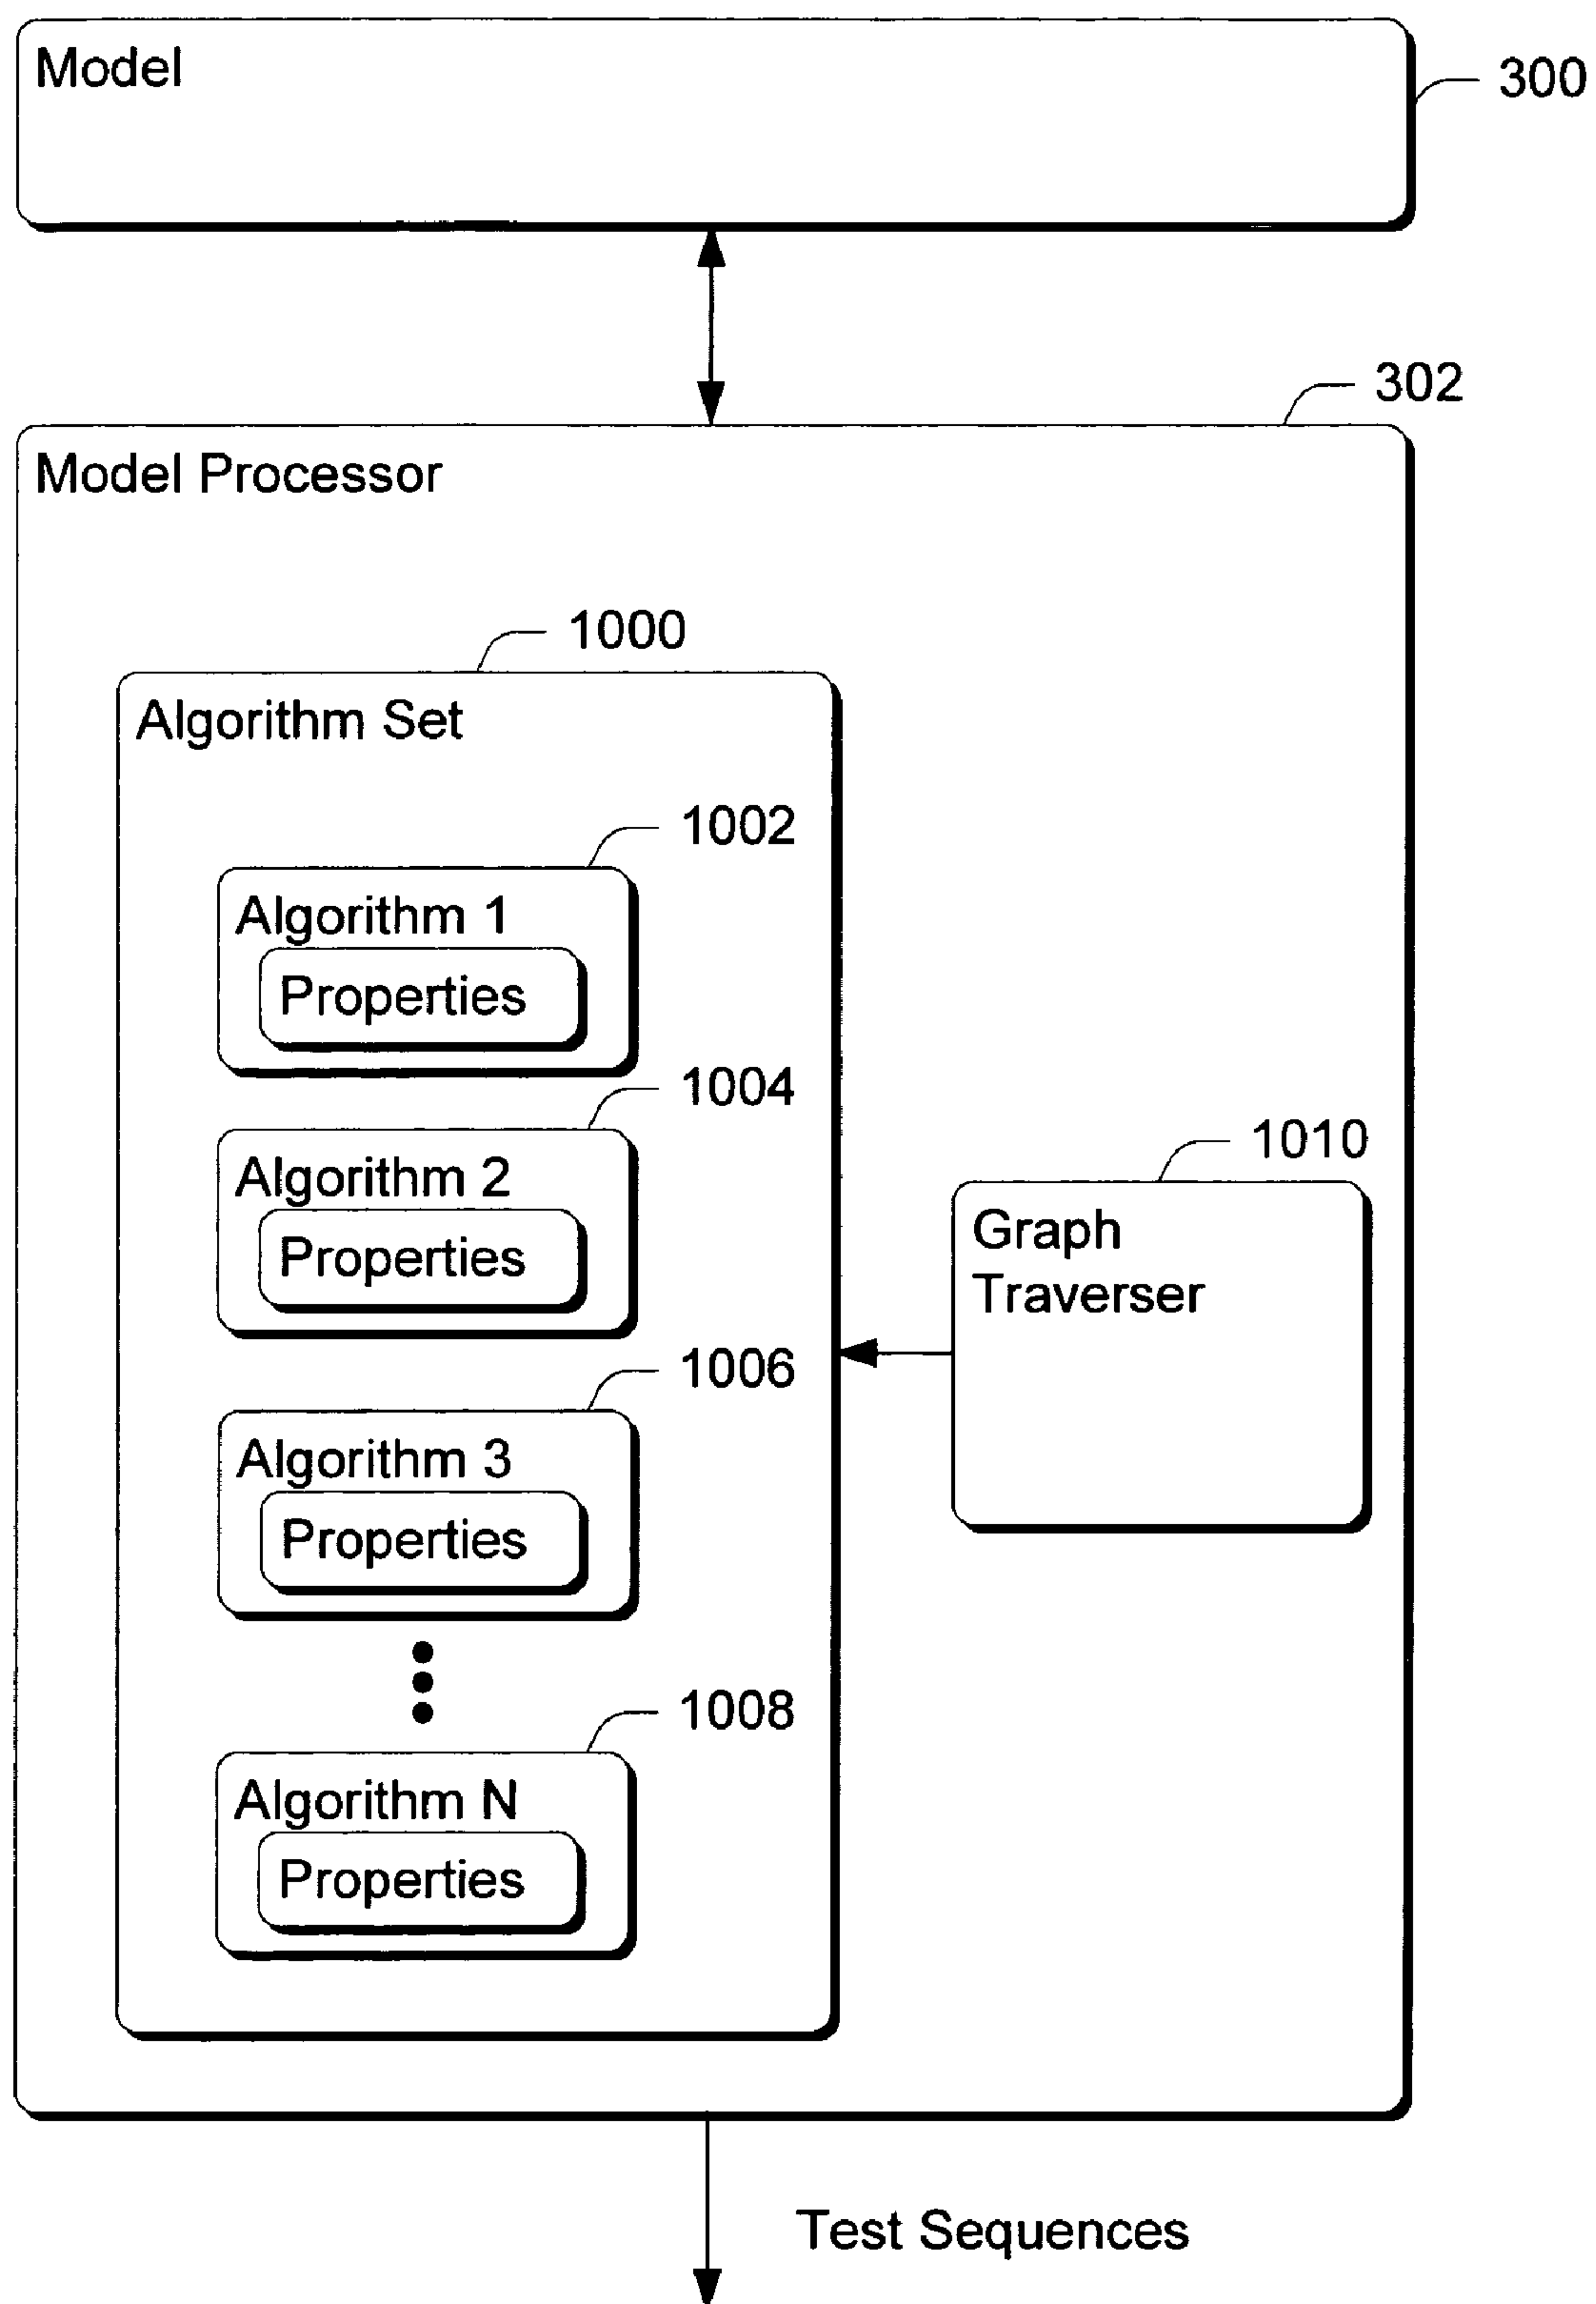 Model
300
302
Model Processor
1000
Algorithm Set
1002
Algorithm 1
Properties
1004
Algorithm 2
Properties
1010
Graph
Traverser
1006
Algorithm 3
Properties
1008
Algorithm N
Properties
Test Sequences